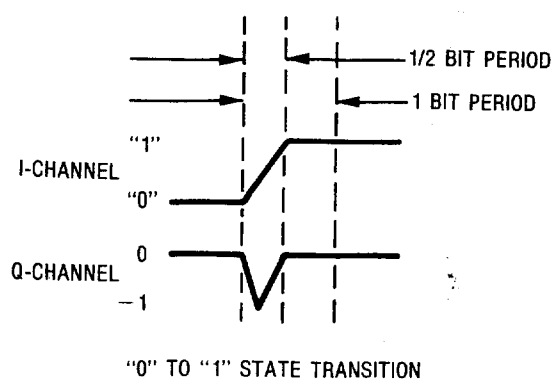 1/2 BIT PERIOD
1 BIT PERIOD
"1"
I-CHANNEL
"0"
0
Q-CHANNEL
−1
"0" TO "1" STATE TRANSITION